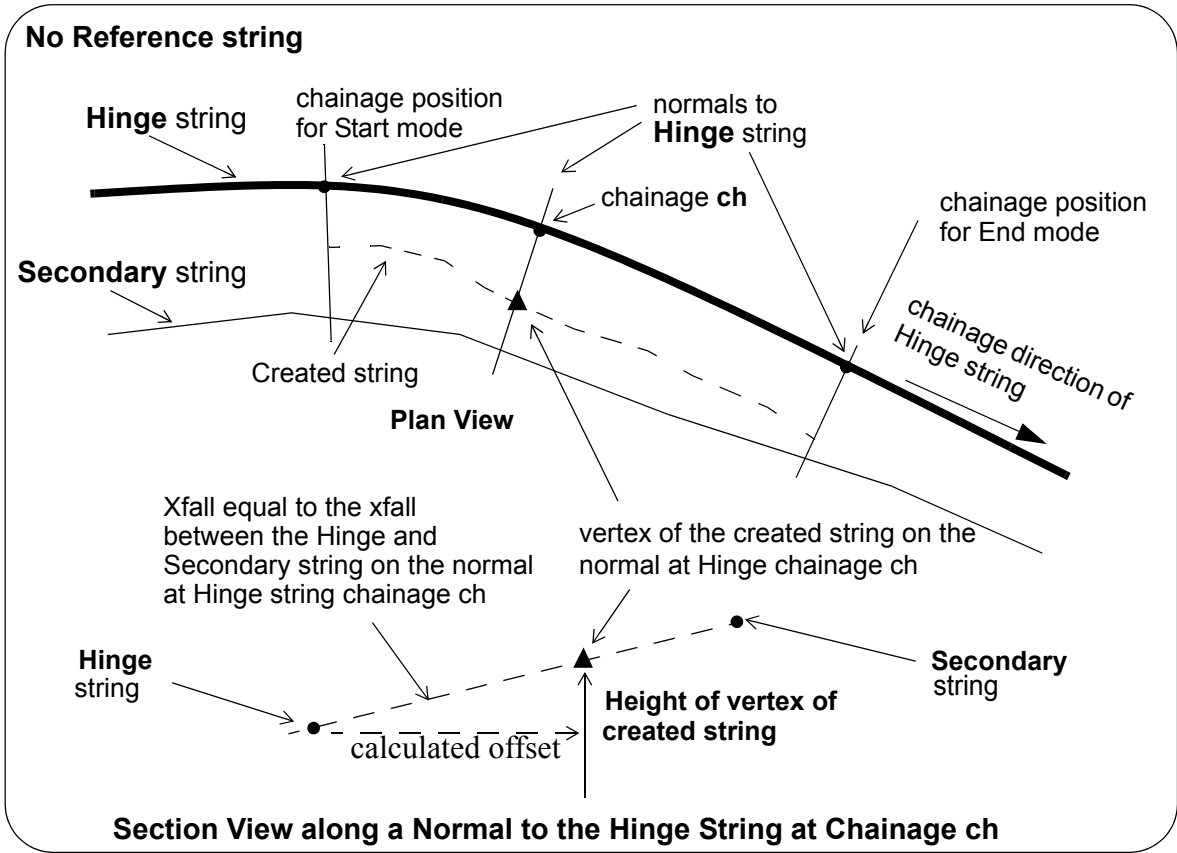 No Reference string
chainage position
for Start mode
normals to
Hinge string
Hinge string
chainage ch
chainage position
for End mode
Secondary string
chainage direction of
Hinge string
Created string
Plan View
Xfall equal to the xfall
between the Hinge and
Secondary string on the normal
at Hinge string chainage ch
vertex of the created string on the
normal at Hinge chainage ch
Hinge
string
Secondary
string
Height of vertex of
created string
calculated offset
Section View along a Normal to the Hinge String at Chainage ch